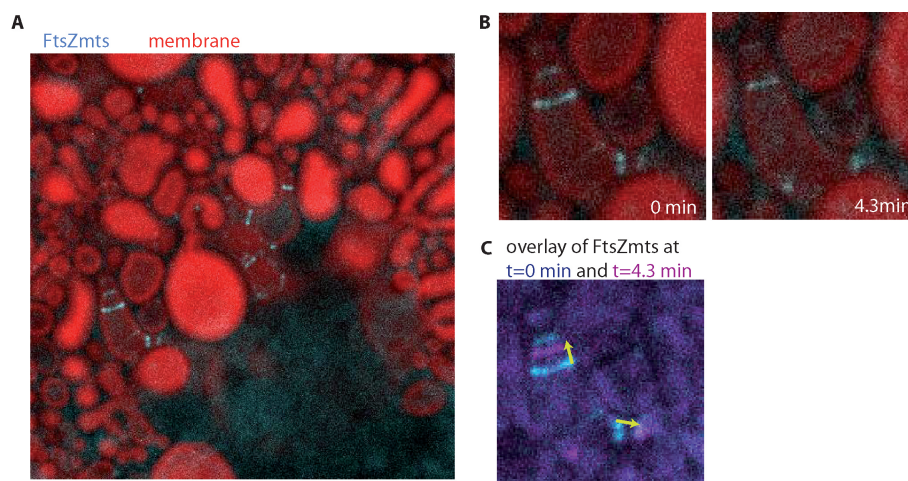 A
FtsZmts membrane
B
0 min
4.3min
C overlay of FtsZmts at
t=0 min and t=4.3 min